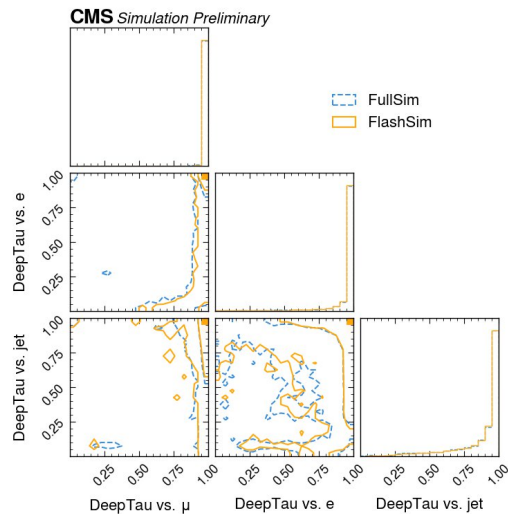 CMS Simulation Preliminary
FullSim
FlashSim
DeepTau vs. e
1.00
0.75
0.50
0.25
DeepTau vs. jet
1.00
0.75
0.50
0.25
0.25 0.50 0.75 1.00 0.25 0.50 0.75 1.00 0.25 0.50 0.75 1.00
DeepTau vs. μ DeepTau vs. e DeepTau vs. jet